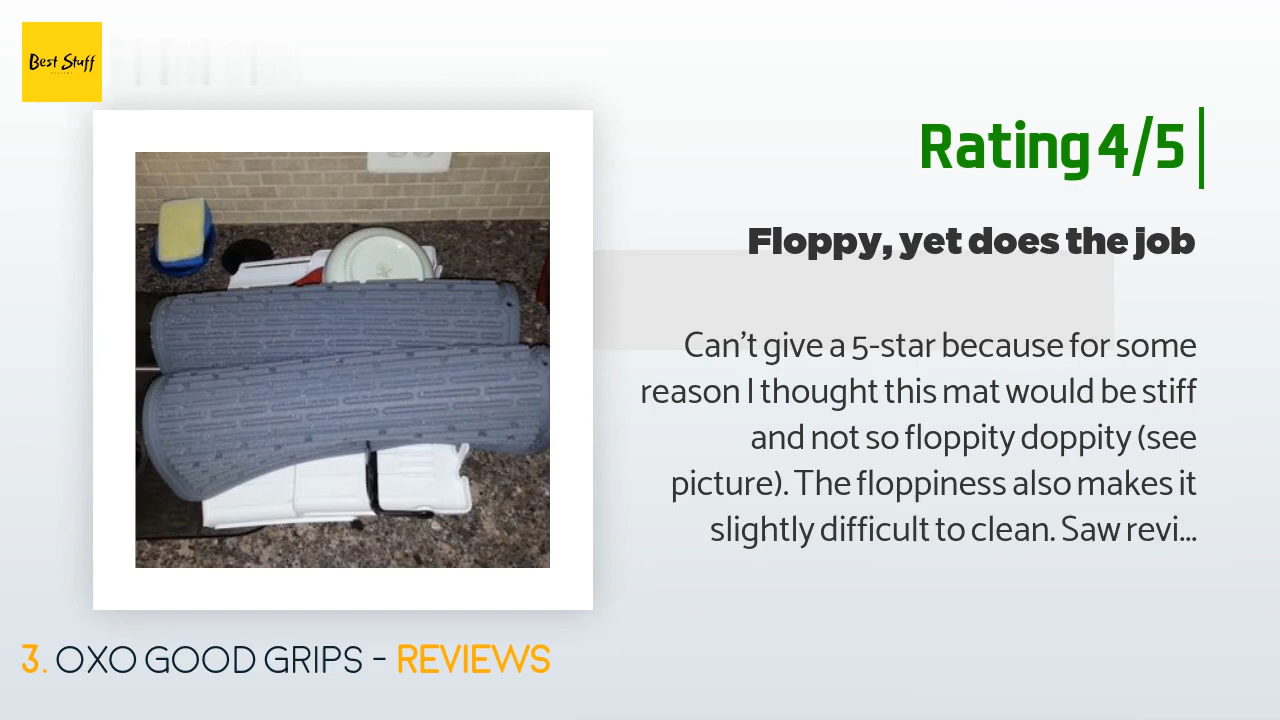 Best Stuff
Rating 4/5
Floppy, yet does the job
Can't give a 5-star because for some
reason I thought this mat would be stiff
and not so floppity doppity (see
picture). The floppiness also makes it
slightly difficult to clean. Saw revi...
3. OXO GOOD GRIPS - REVIEWS